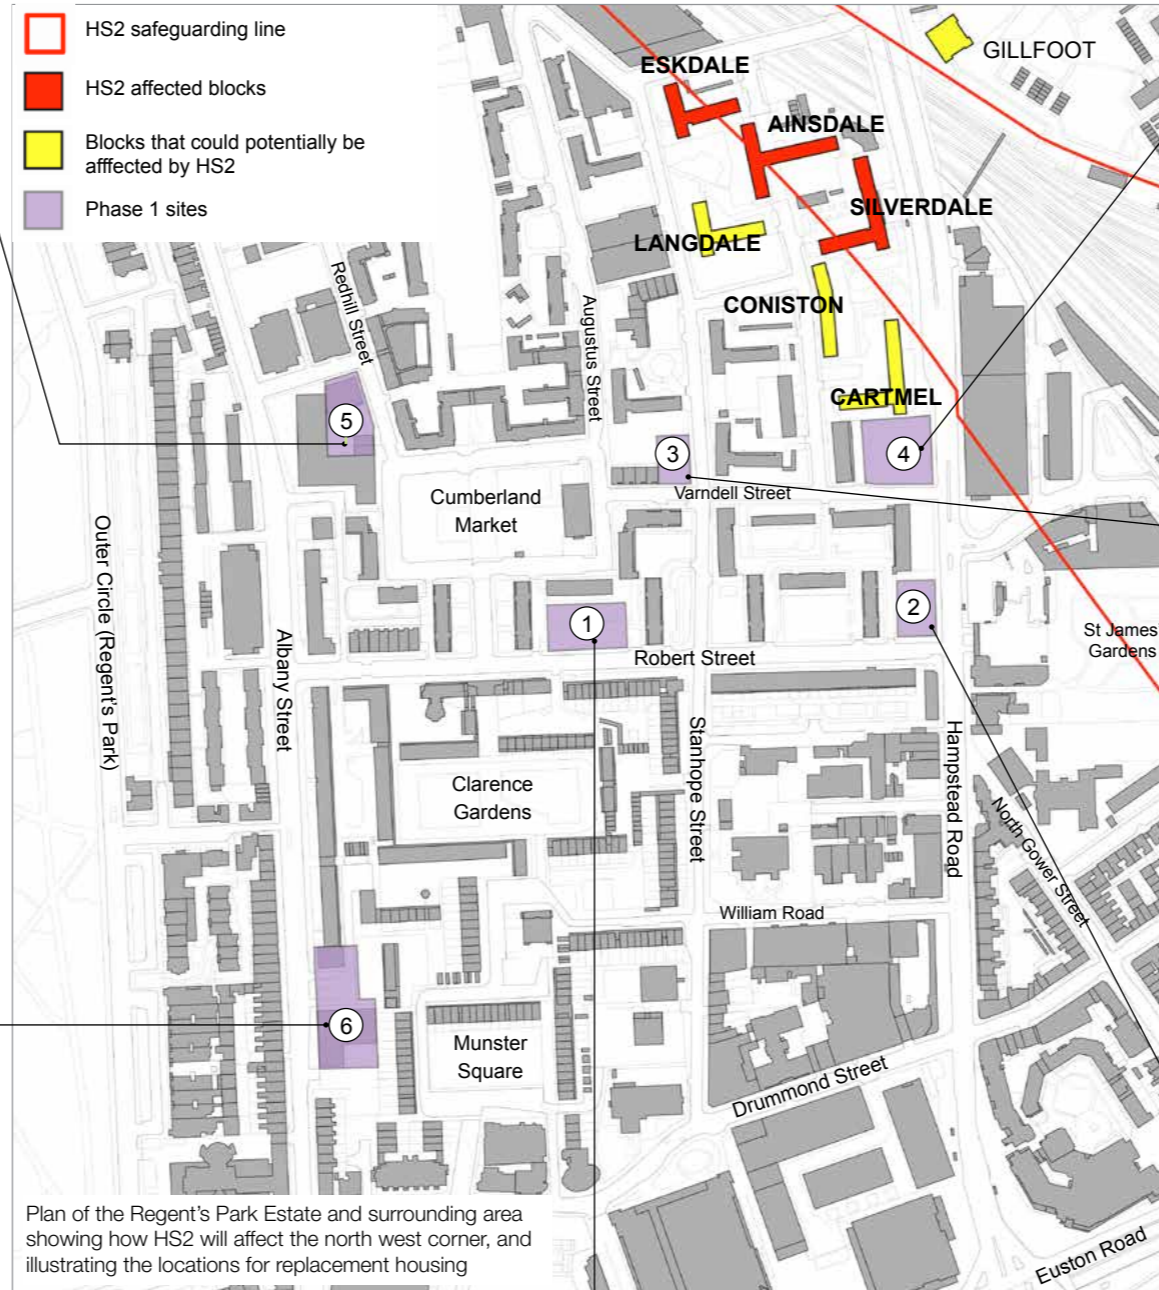 HS2 safeguarding line
HS2 affected blocks
Blocks that could potentially be
afffected by HS2
Phase 1 sites
GILLFOOT
ESKDALE
AINSDALE
SILVERDALE
LANGDALE
CONISTON
CARTMEL
Redhill Street
Augustus Street
5
3
4
Varndell Street
Cumberland
Market
Outer Circle (Regent's Park)
Albany Street
1
2
Robert Street
St James
Gardens
Stanhope Street
Hampstead Road
Clarence
Gardens
North Gower Street
William Road
6
Munster
Square
Drummond Street
Euston Road
Plan of the Regent's Park Estate and surrounding area
showing how HS2 will affect the north west corner, and
illustrating the locations for replacement housing